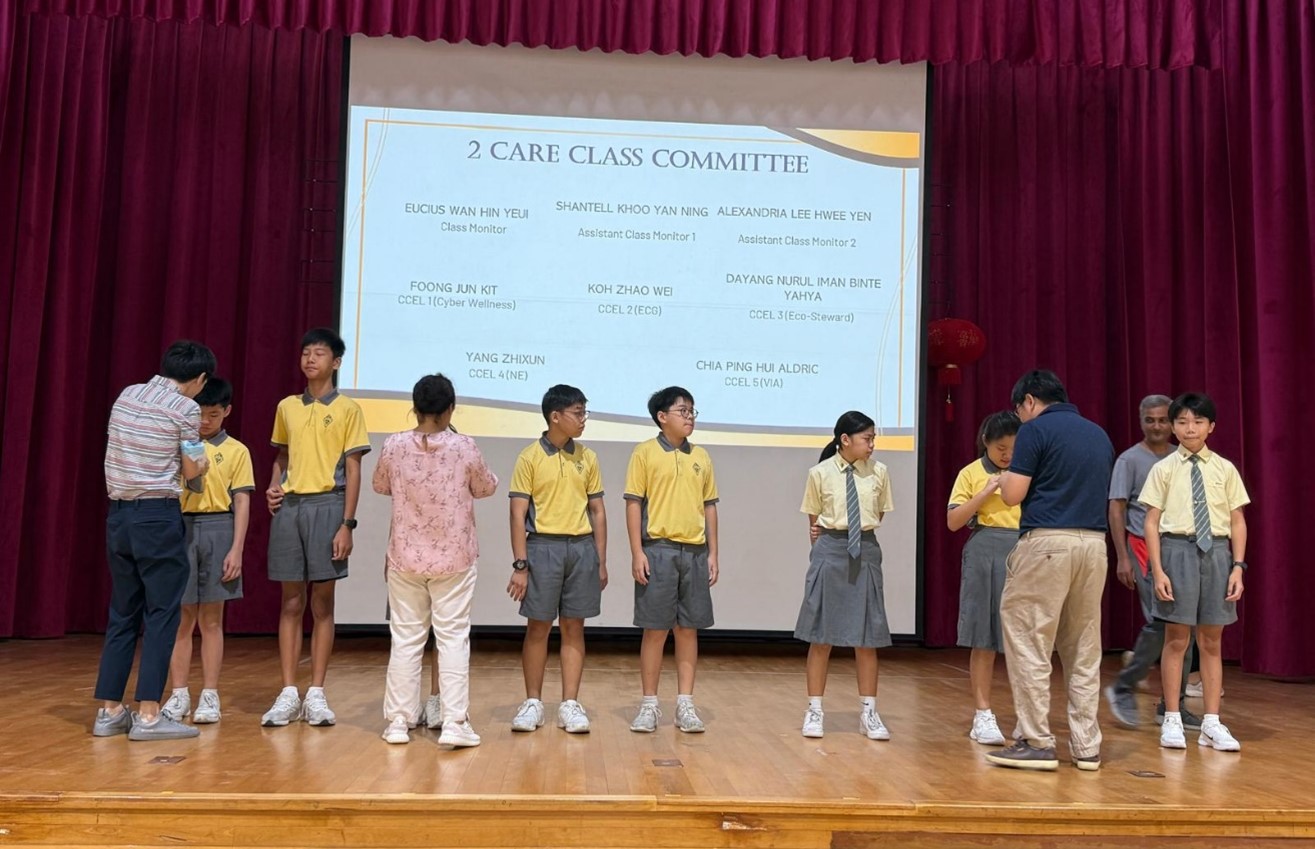 2 CARE CLASS COMMITTEE
EUCIUS WAN HIN YEUI
Class Monitor
SHANTELL KHOO YAN NING
Assistant Class Monitor 1
ALEXANDRIA LEE HWEE YEN
Assistant Class Monitor 2
FOONG JUN KIT
CCEL 1 (Cyber Wellness)
KOH ZHAO WEI
CCEL 2 (ECG)
DAYANG NURUL IMAN BINTE
YAHYA
CCEL 3 (Eco-Steward)
YANG ZHIXUN
CCEL 4 (NE)
CHIA PING HUI ALDRIC
CCEL 5 (VIA)